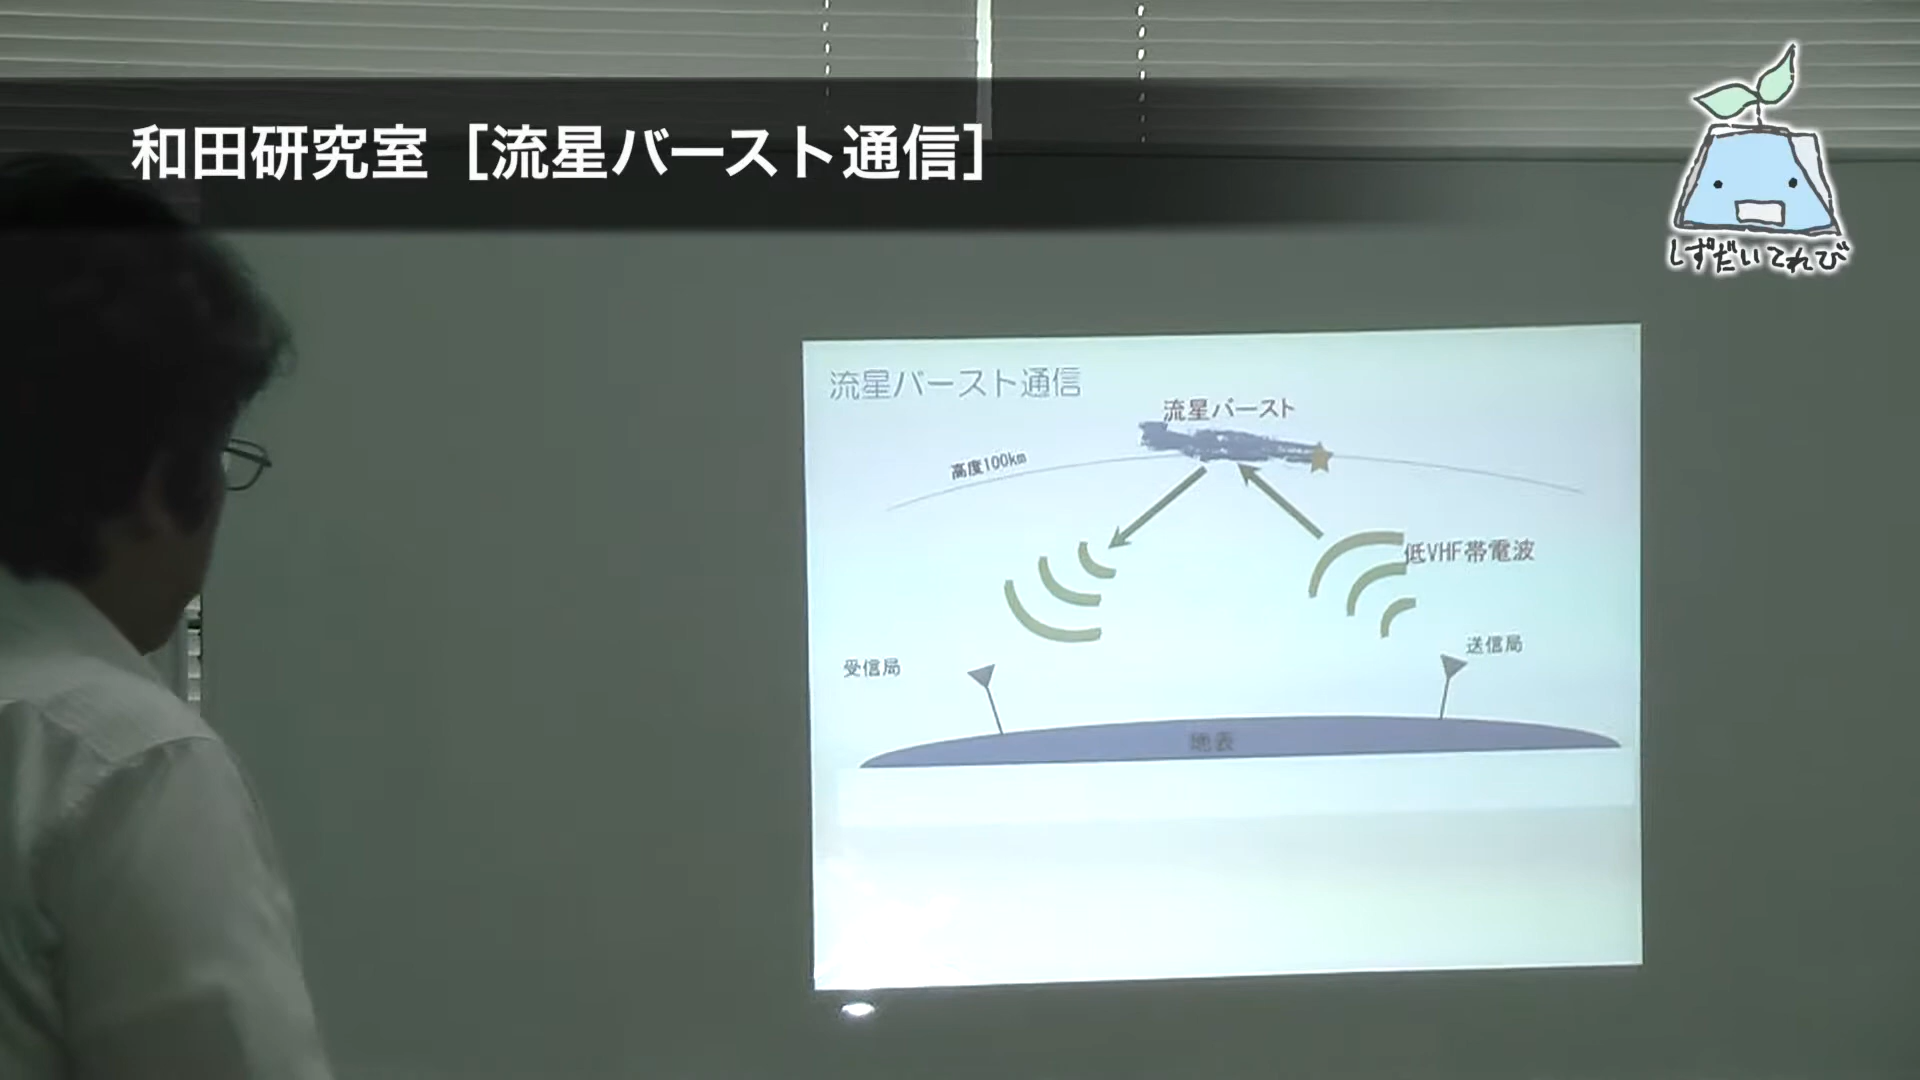 和田研究室［流星バースト通信］
しずだいてれび
流星バースト通信
流星バースト
高度100km
低VHF帯電波
送信局
受信局
地表